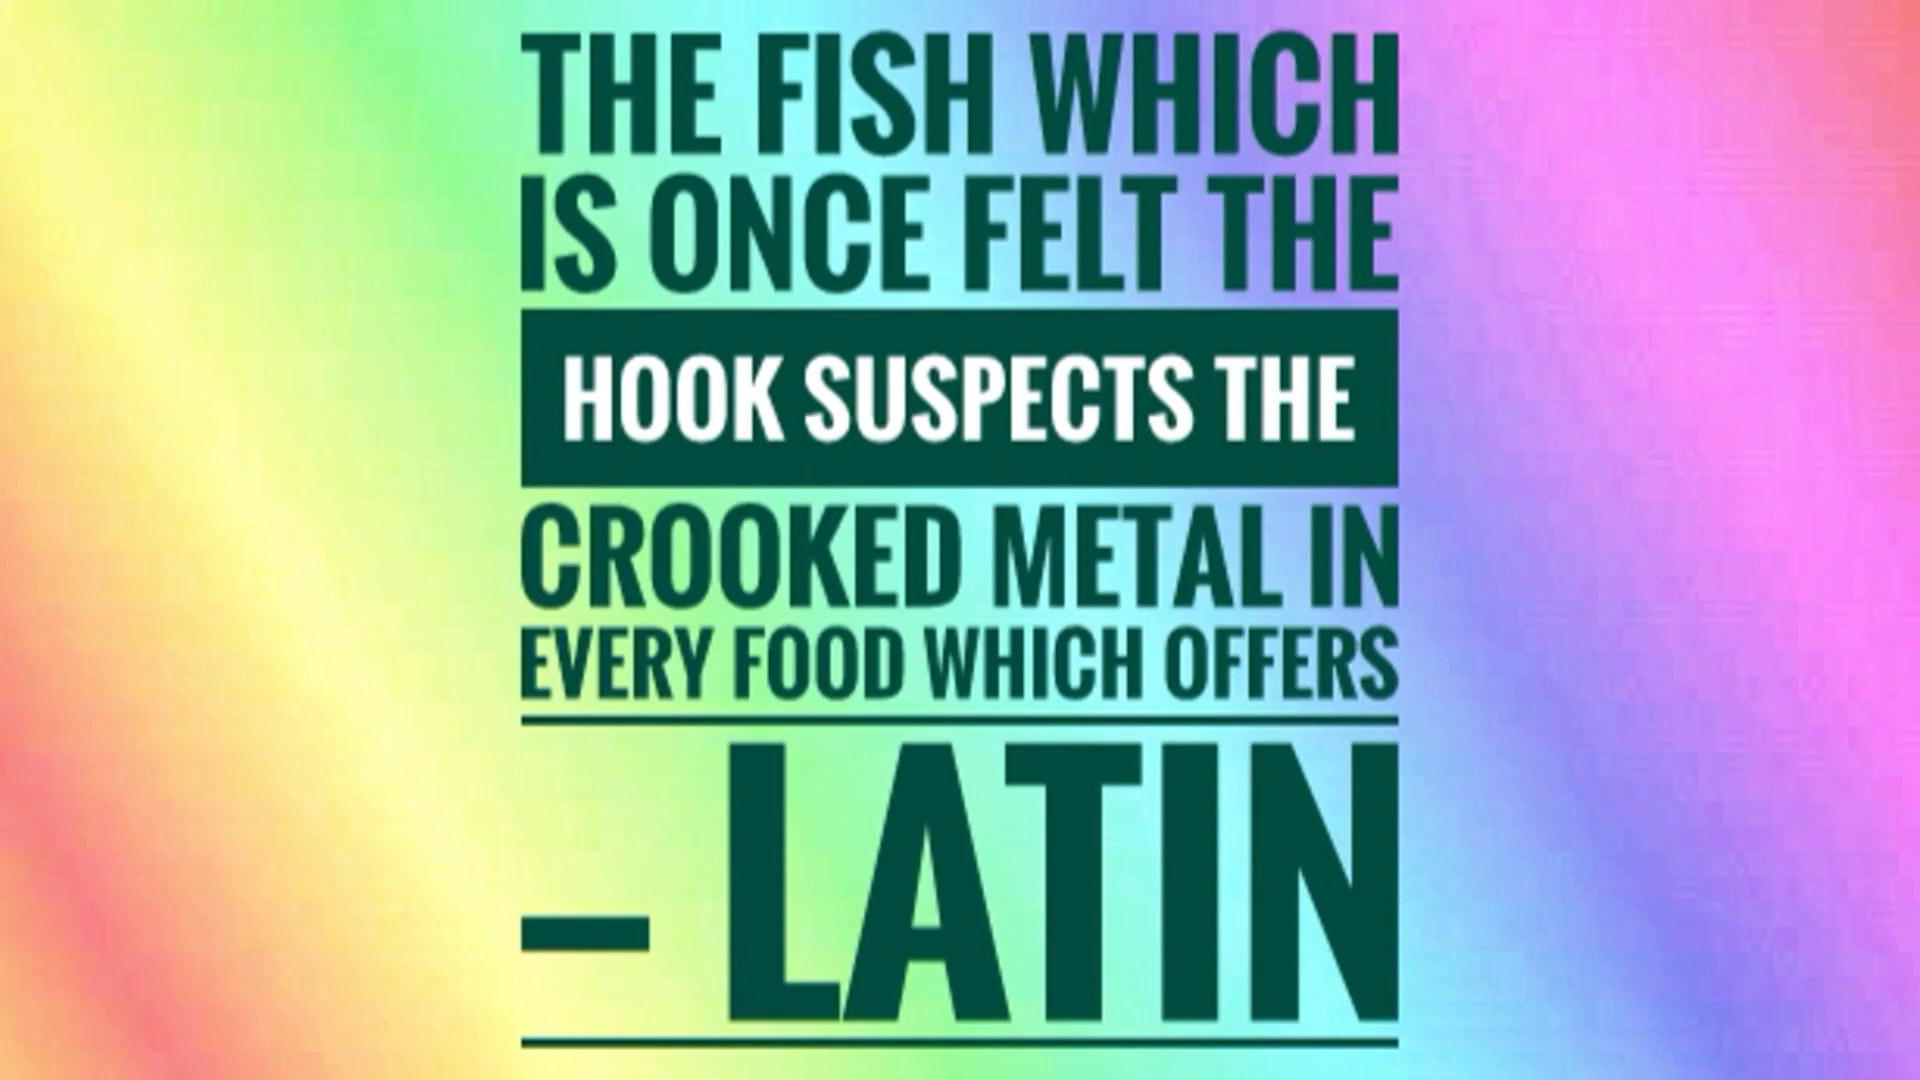 THE FISH WHICH
IS ONCE FELT THE
HOOK SUSPECTS THE
CROOKED METAL IN
EVERY FOOD WHICH OFFERS
– LATIN